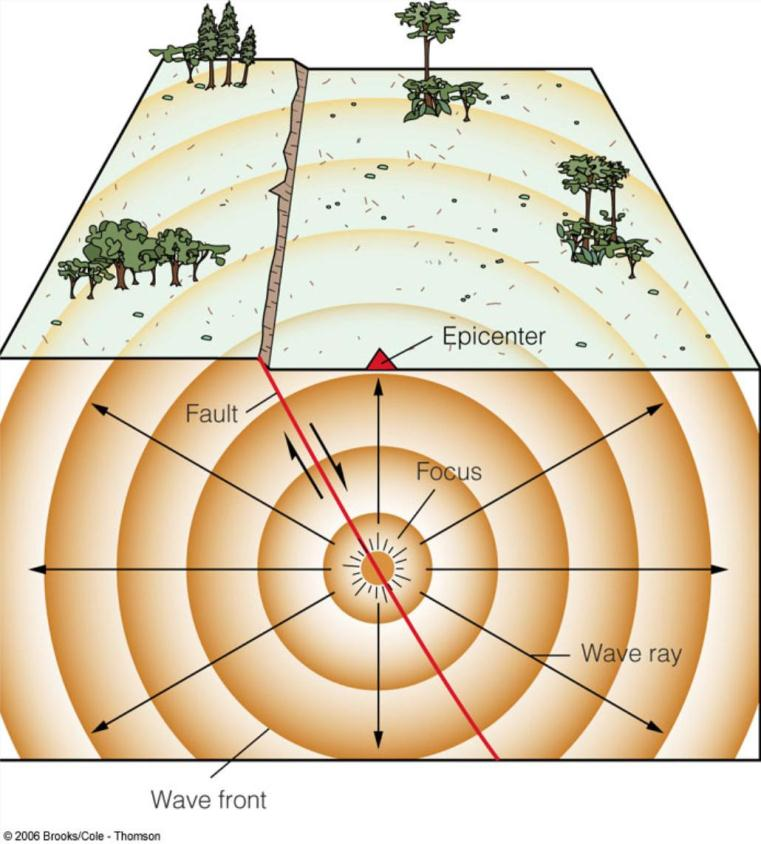 Epicenter
Fault
Focus
Wave ray
Wave front
© 2006 Brooks/Cole - Thomson